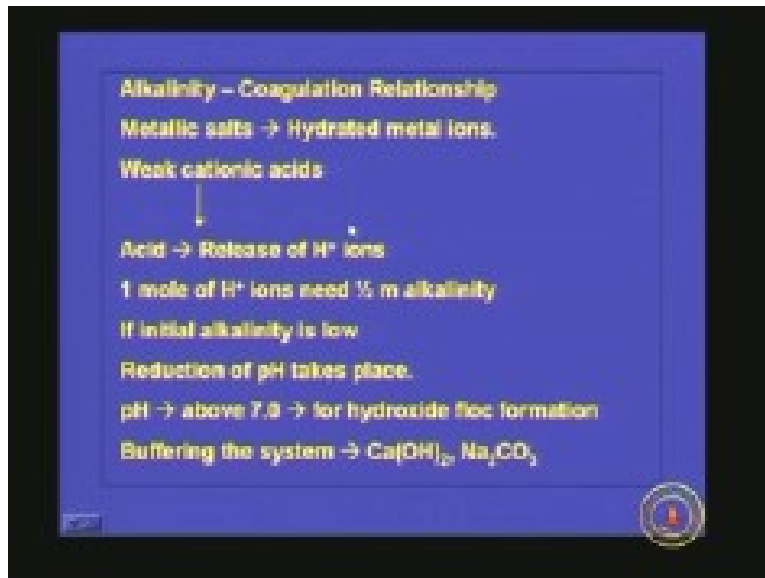 Alkalinity – Coagulation Relationship
Metallic salts → Hydrated metal ions.
Weak cationic acids
Acid → Release of H⁺ ions
1 mole of H⁺ ions need ½ m alkalinity
If initial alkalinity is low
Reduction of pH takes place.
pH → above 7.0 → for hydroxide floc formation
Buffering the system → Ca(OH)₂, Na₂CO₃